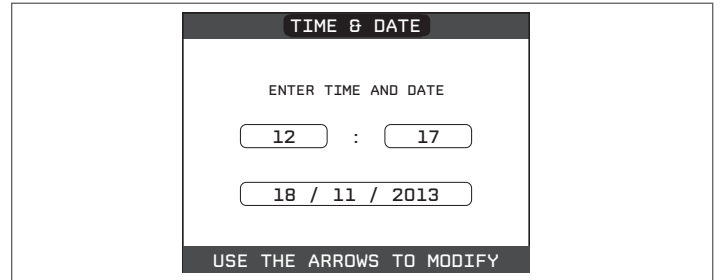 TIME & DATE
ENTER TIME AND DATE
12 : 17
18 / 11 / 2013
USE THE ARROWS TO MODIFY